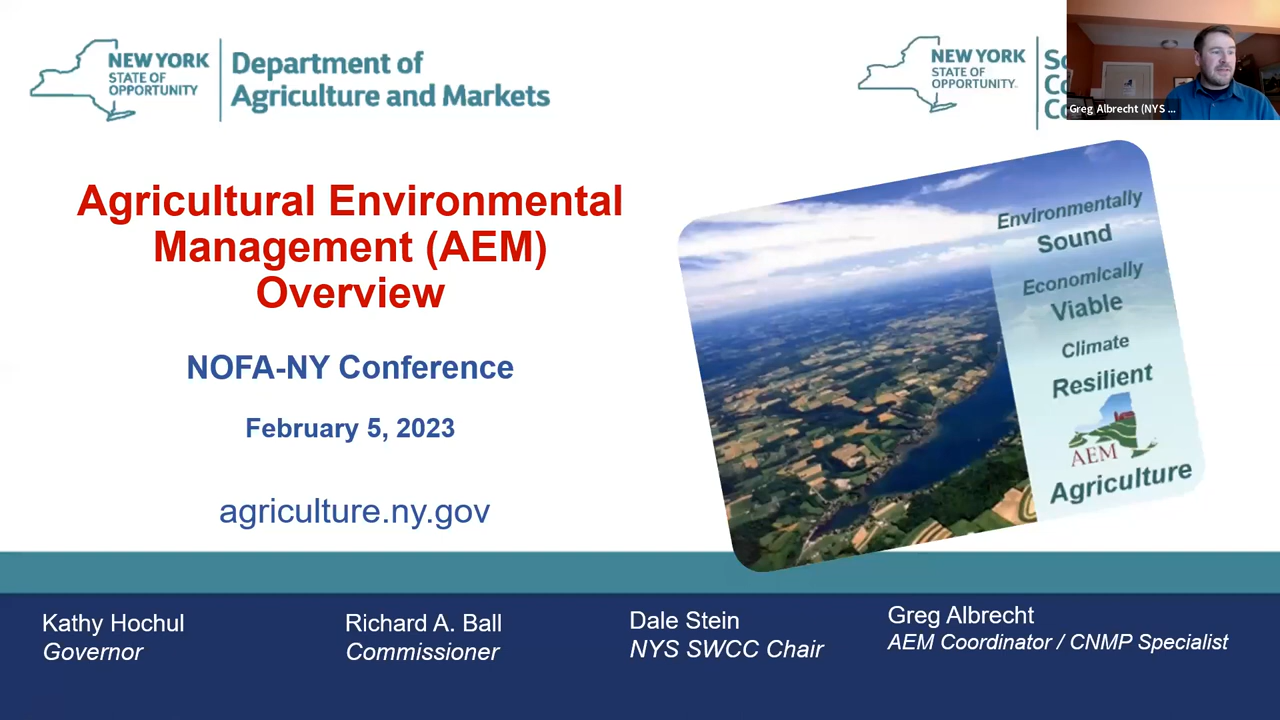 NEW YORK
STATE OF
OPPORTUNITY
Department of
Agriculture and Markets
NEW YORK
STATE OF
OPPORTUNITY.
Greg Albrecht (NYS ...
Agricultural Environmental
Management (AEM)
Overview
NOFA-NY Conference
February 5, 2023
agriculture.ny.gov
Environmentally
Sound
Economically
Viable
Climate
Resilient
AEM
Agriculture
Kathy Hochul
Governor
Richard A. Ball
Commissioner
Dale Stein
NYS SWCC Chair
Greg Albrecht
AEM Coordinator / CNMP Specialist